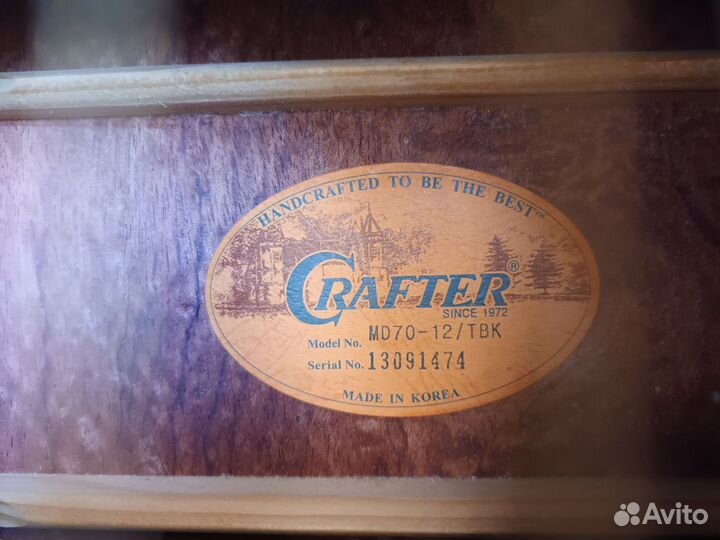 HANDCRAFTED TO BE THE BEST™
CRAFTER®
SINCE 1972
Model No. MD70-12/TBK
Serial No. 13091474
MADE IN KOREA
Avito